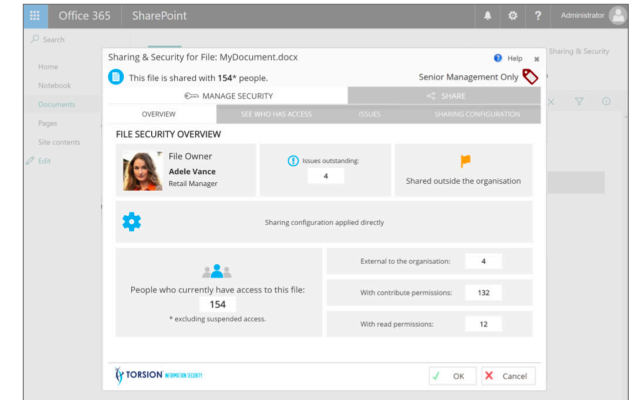 Office 365
SharePoint
?
Administrator
Search
Sharing & Security
Home
Notebook
Documents
Pages
Site contents
Edit
Sharing & Security for File: MyDocument.docx
Help
This file is shared with 154* people.
Senior Management Only
MANAGE SECURITY
SHARE
OVERVIEW
SEE WHO HAS ACCESS
ISSUES
SHARING CONFIGURATION
FILE SECURITY OVERVIEW
File Owner
Adele Vance
Retail Manager
Issues outstanding:
4
Shared outside the organisation
Sharing configuration applied directly
People who currently have access to this file:
154
* excluding suspended access.
External to the organisation: 4
With contribute permissions: 132
With read permissions: 12
TORSION INFORMATION SECURITY
OK
Cancel